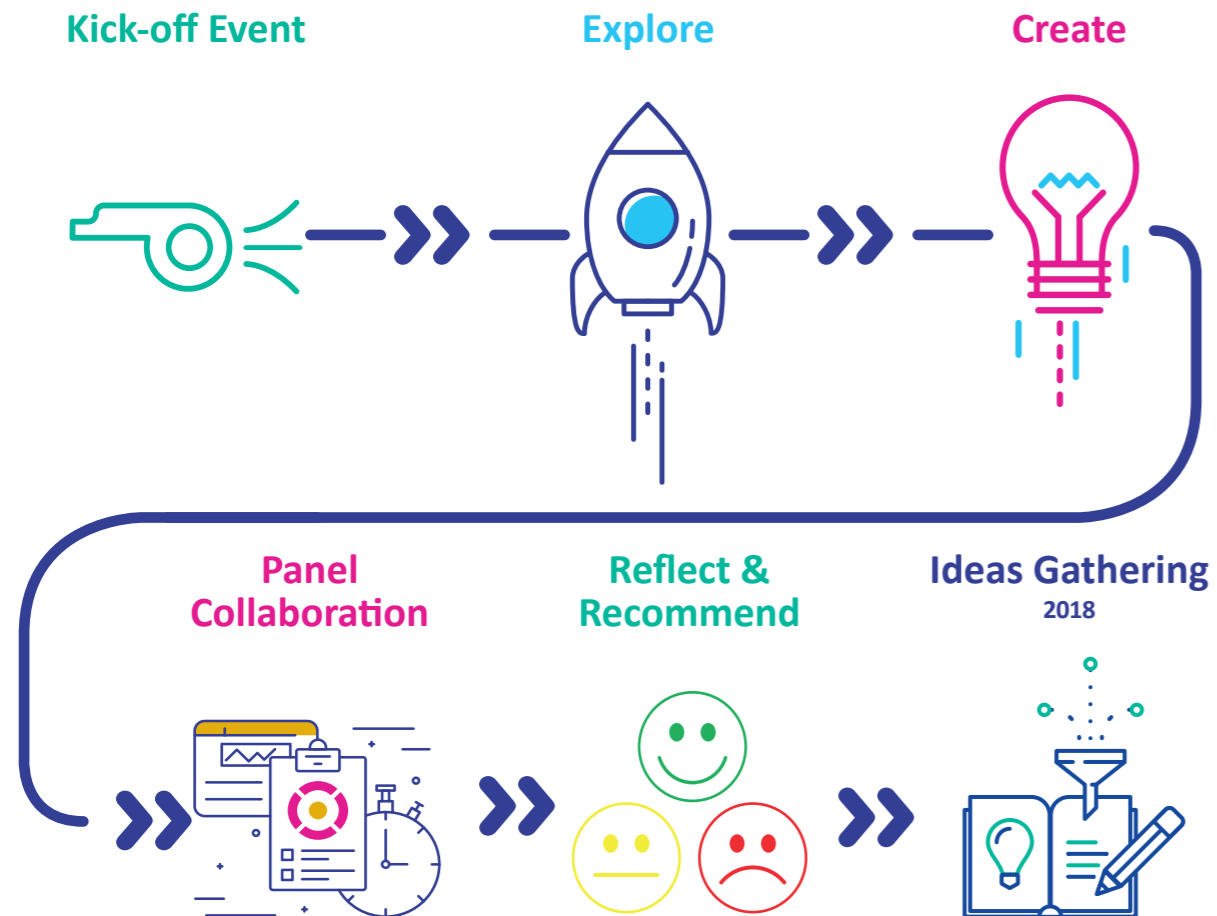 Kick-off Event
Explore
Create
Panel
Collaboration
Reflect &
Recommend
Ideas Gathering
2018